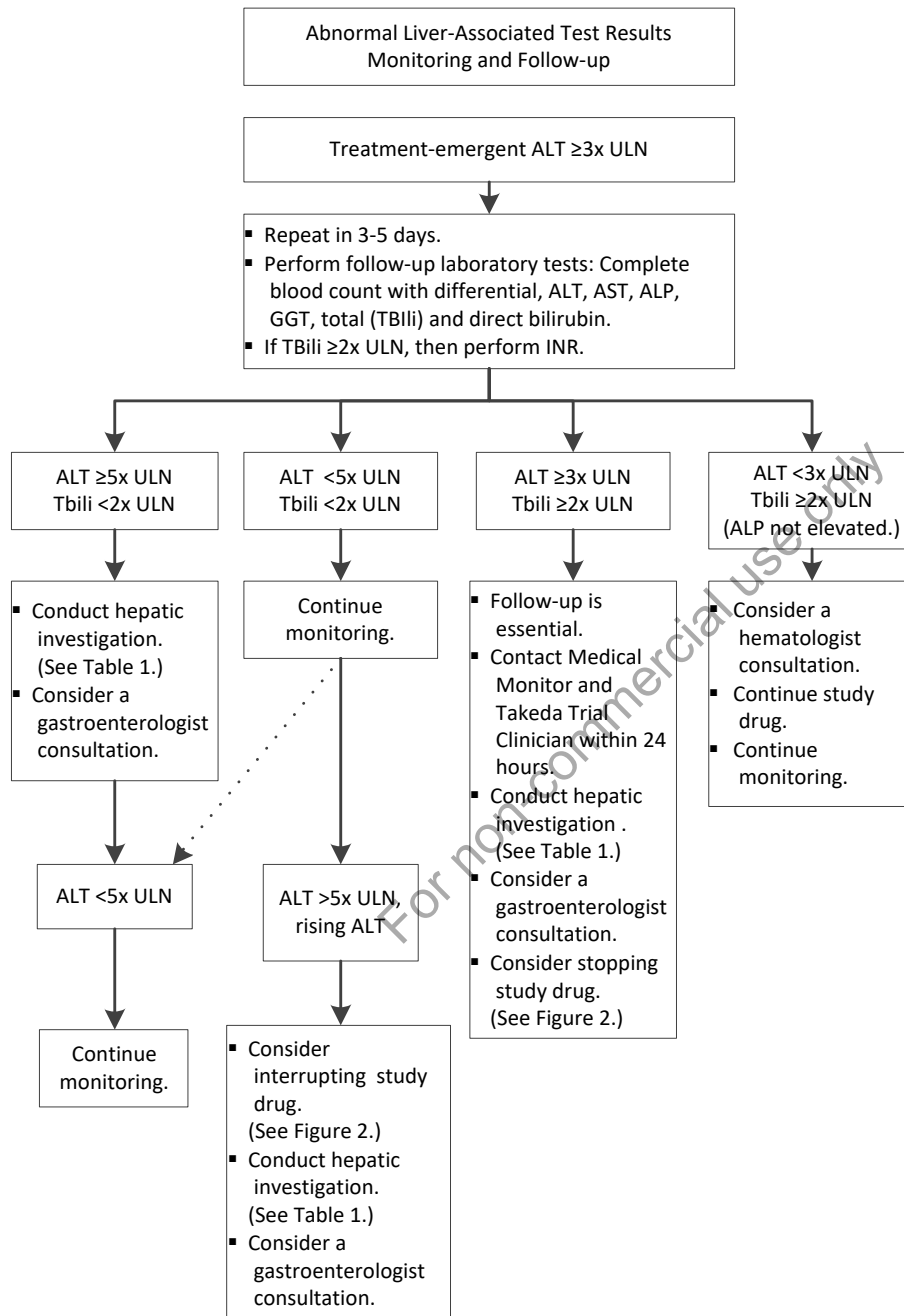 Abnormal Liver-Associated Test Results
Monitoring and Follow-up
Treatment-emergent ALT ≥3x ULN
▪ Repeat in 3-5 days.
▪ Perform follow-up laboratory tests: Complete
blood count with differential, ALT, AST, ALP,
GGT, total (TBIli) and direct bilirubin.
▪ If TBili ≥2x ULN, then perform INR.
ALT ≥5x ULN
Tbili <2x ULN
ALT <5x ULN
Tbili <2x ULN
ALT ≥3x ULN
Tbili ≥2x ULN
ALT <3x ULN
Tbili ≥2x ULN
(ALP not elevated.)
▪ Conduct hepatic
investigation.
(See Table 1.)
▪ Consider a
gastroenterologist
consultation.
Continue
monitoring.
▪ Follow-up is
essential.
▪ Contact Medical
Monitor and
Takeda Trial
Clinician within 24
hours.
▪ Conduct hepatic
investigation .
(See Table 1.)
▪ Consider a
gastroenterologist
consultation.
▪ Consider stopping
study drug.
(See Figure 2.)
▪ Consider a
hematologist
consultation.
▪ Continue study
drug.
▪ Continue
monitoring.
ALT <5x ULN
ALT >5x ULN,
rising ALT
Continue
monitoring.
▪ Consider
interrupting study
drug.
(See Figure 2.)
▪ Conduct hepatic
investigation.
(See Table 1.)
▪ Consider a
gastroenterologist
consultation.
For non-commercial use only